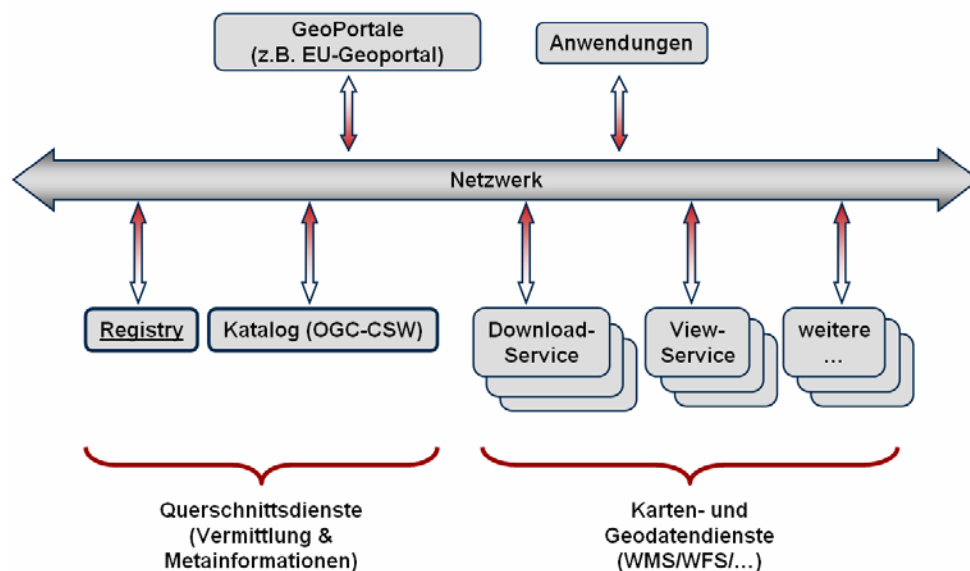 GeoPortale
(z.B. EU-Geoportal)
Anwendungen
Netzwerk
Registry
Katalog (OGC-CSW)
Download-
Service
View-
Service
weitere
...
Querschnittsdienste
(Vermittlung &
Metainformationen)
Karten- und
Geodatendienste
(WMS/WFS/...)